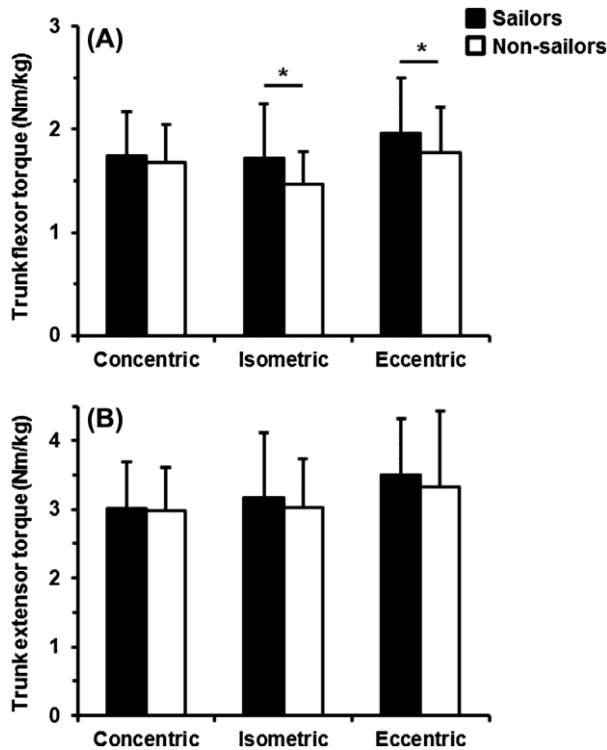 (A)
Sailors
Non-sailors
Trunk flexor torque (Nm/kg)
3
2
1
0
*
*
Concentric Isometric Eccentric
(B)
Trunk extensor torque (Nm/kg)
4
3
2
1
0
Concentric Isometric Eccentric